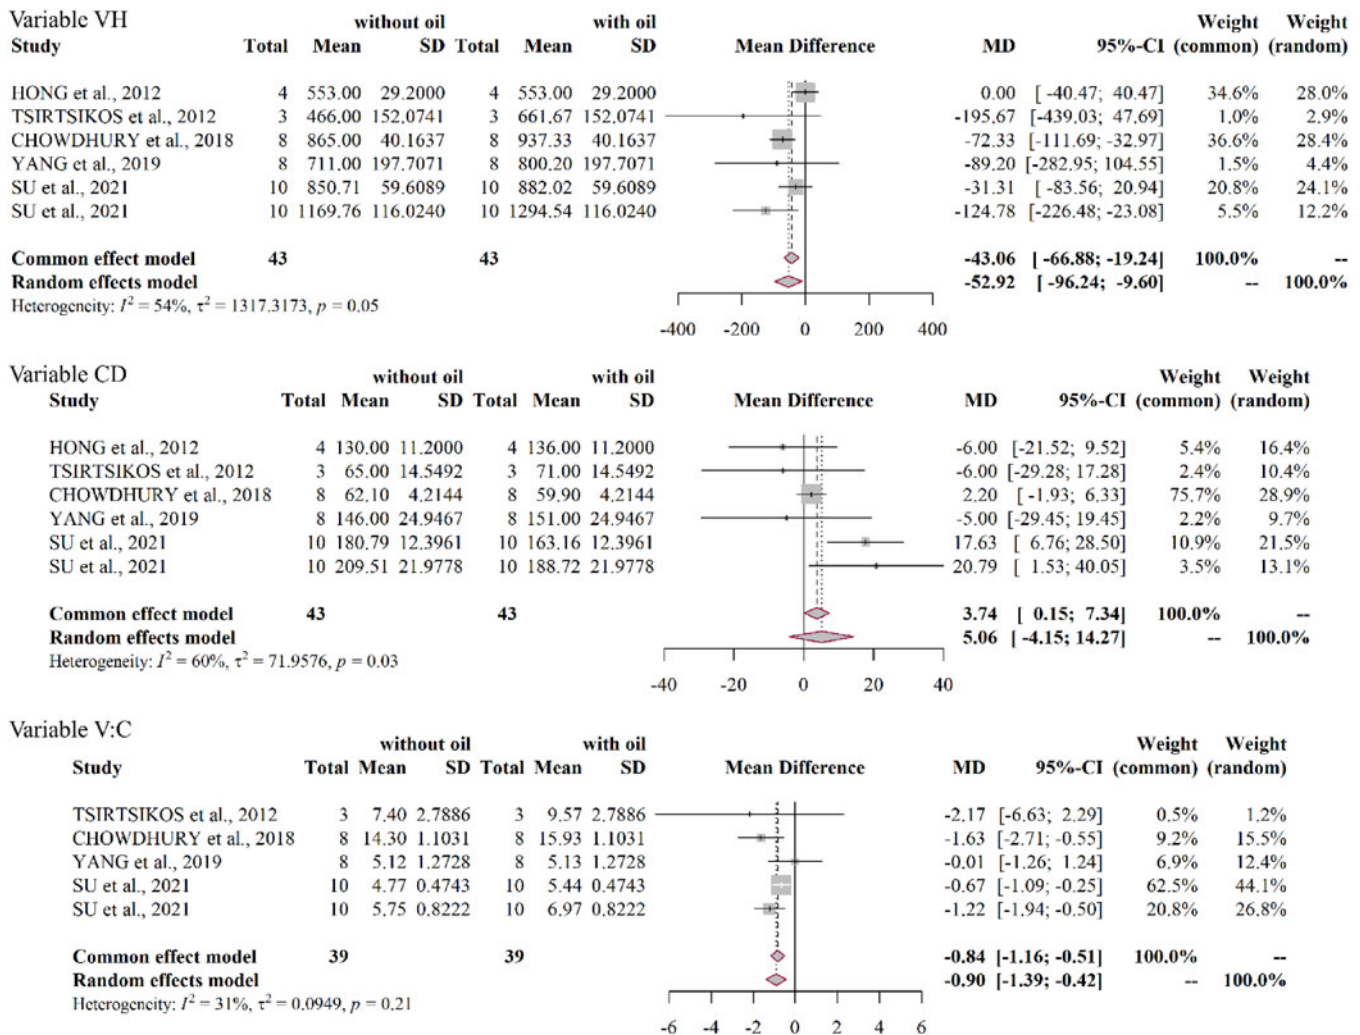 Variable VH without oil with oil Weight Weight
Study Total Mean SD Total Mean SD Mean Difference MD 95%-CI (common) (random)
HONG et al., 2012 4 553.00 29.2000 4 553.00 29.2000 0.00 [ -40.47; 40.47] 34.6% 28.0%
TSIRTSIKOS et al., 2012 3 466.00 152.0741 3 661.67 152.0741 -195.67 [-439.03; 47.69] 1.0% 2.9%
CHOWDHURY et al., 2018 8 865.00 40.1637 8 937.33 40.1637 -72.33 [-111.69; -32.97] 36.6% 28.4%
YANG et al., 2019 8 711.00 197.7071 8 800.20 197.7071 -89.20 [-282.95; 104.55] 1.5% 4.4%
SU et al., 2021 10 850.71 59.6089 10 882.02 59.6089 -31.31 [ -83.56; 20.94] 20.8% 24.1%
SU et al., 2021 10 1169.76 116.0240 10 1294.54 116.0240 -124.78 [-226.48; -23.08] 5.5% 12.2%
Common effect model 43 43 -43.06 [ -66.88; -19.24] 100.0% --
Random effects model -52.92 [ -96.24; -9.60] -- 100.0%
Heterogeneity: I² = 54%, τ² = 1317.3173, p = 0.05
-400 -200 0 200 400
Variable CD without oil with oil Weight Weight
Study Total Mean SD Total Mean SD Mean Difference MD 95%-CI (common) (random)
HONG et al., 2012 4 130.00 11.2000 4 136.00 11.2000 -6.00 [-21.52; 9.52] 5.4% 16.4%
TSIRTSIKOS et al., 2012 3 65.00 14.5492 3 71.00 14.5492 -6.00 [-29.28; 17.28] 2.4% 10.4%
CHOWDHURY et al., 2018 8 62.10 4.2144 8 59.90 4.2144 2.20 [ -1.93; 6.33] 75.7% 28.9%
YANG et al., 2019 8 146.00 24.9467 8 151.00 24.9467 -5.00 [-29.45; 19.45] 2.2% 9.7%
SU et al., 2021 10 180.79 12.3961 10 163.16 12.3961 17.63 [ 6.76; 28.50] 10.9% 21.5%
SU et al., 2021 10 209.51 21.9778 10 188.72 21.9778 20.79 [ 1.53; 40.05] 3.5% 13.1%
Common effect model 43 43 3.74 [ 0.15; 7.34] 100.0% --
Random effects model 5.06 [ -4.15; 14.27] -- 100.0%
Heterogeneity: I² = 60%, τ² = 71.9576, p = 0.03
-40 -20 0 20 40
Variable V:C without oil with oil Weight Weight
Study Total Mean SD Total Mean SD Mean Difference MD 95%-CI (common) (random)
TSIRTSIKOS et al., 2012 3 7.40 2.7886 3 9.57 2.7886 -2.17 [-6.63; 2.29] 0.5% 1.2%
CHOWDHURY et al., 2018 8 14.30 1.1031 8 15.93 1.1031 -1.63 [-2.71; -0.55] 9.2% 15.5%
YANG et al., 2019 8 5.12 1.2728 8 5.13 1.2728 -0.01 [-1.26; 1.24] 6.9% 12.4%
SU et al., 2021 10 4.77 0.4743 10 5.44 0.4743 -0.67 [-1.09; -0.25] 62.5% 44.1%
SU et al., 2021 10 5.75 0.8222 10 6.97 0.8222 -1.22 [-1.94; -0.50] 20.8% 26.8%
Common effect model 39 39 -0.84 [-1.16; -0.51] 100.0% --
Random effects model -0.90 [-1.39; -0.42] -- 100.0%
Heterogeneity: I² = 31%, τ² = 0.0949, p = 0.21
-6 -4 -2 0 2 4 6